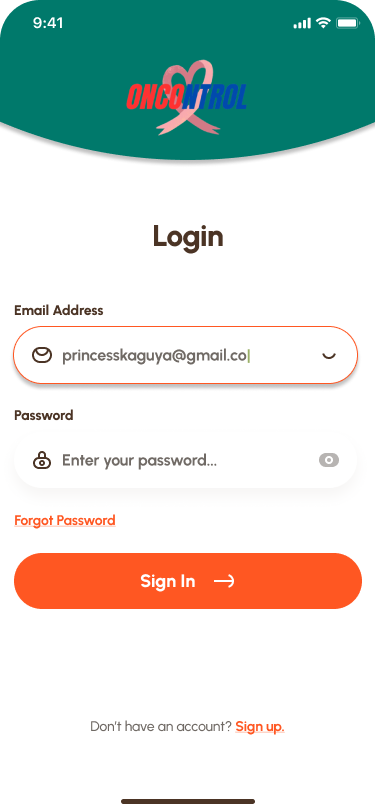 9:41
ONCONTROL
Login
Email Address
princesskaguya@gmail.co
Password
Enter your password...
Forgot Password
Sign In
Don't have an account? Sign up.